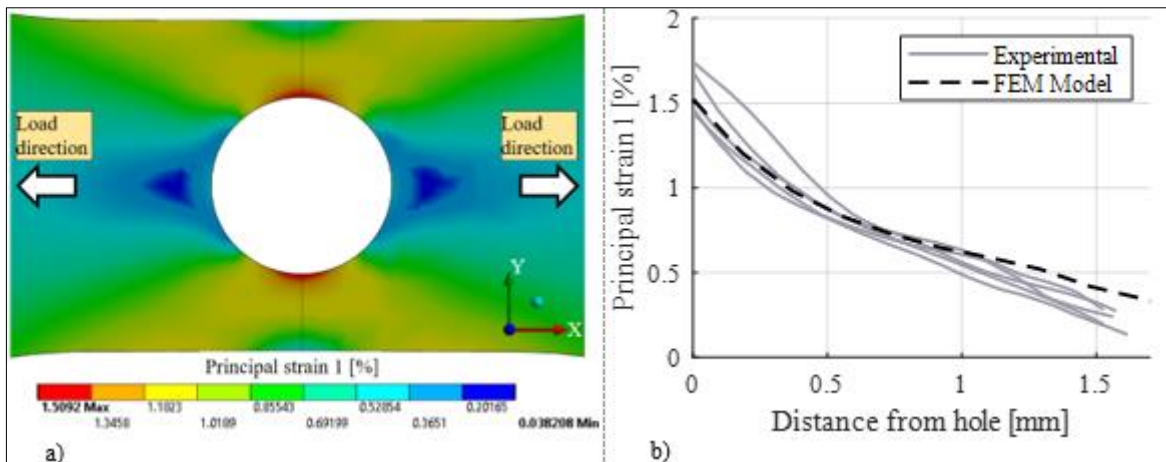 Load
direction
Load
direction
Y
X
Principal strain 1 [%]
1.5092 Max 1.1823 0.85543 0.52854 0.20165
1.3458 1.0189 0.69199 0.3651 0.038208 Min
a)
2
1.5
1
0.5
0
Principal strain 1 [%]
Experimental
FEM Model
0 0.5 1 1.5
Distance from hole [mm]
b)